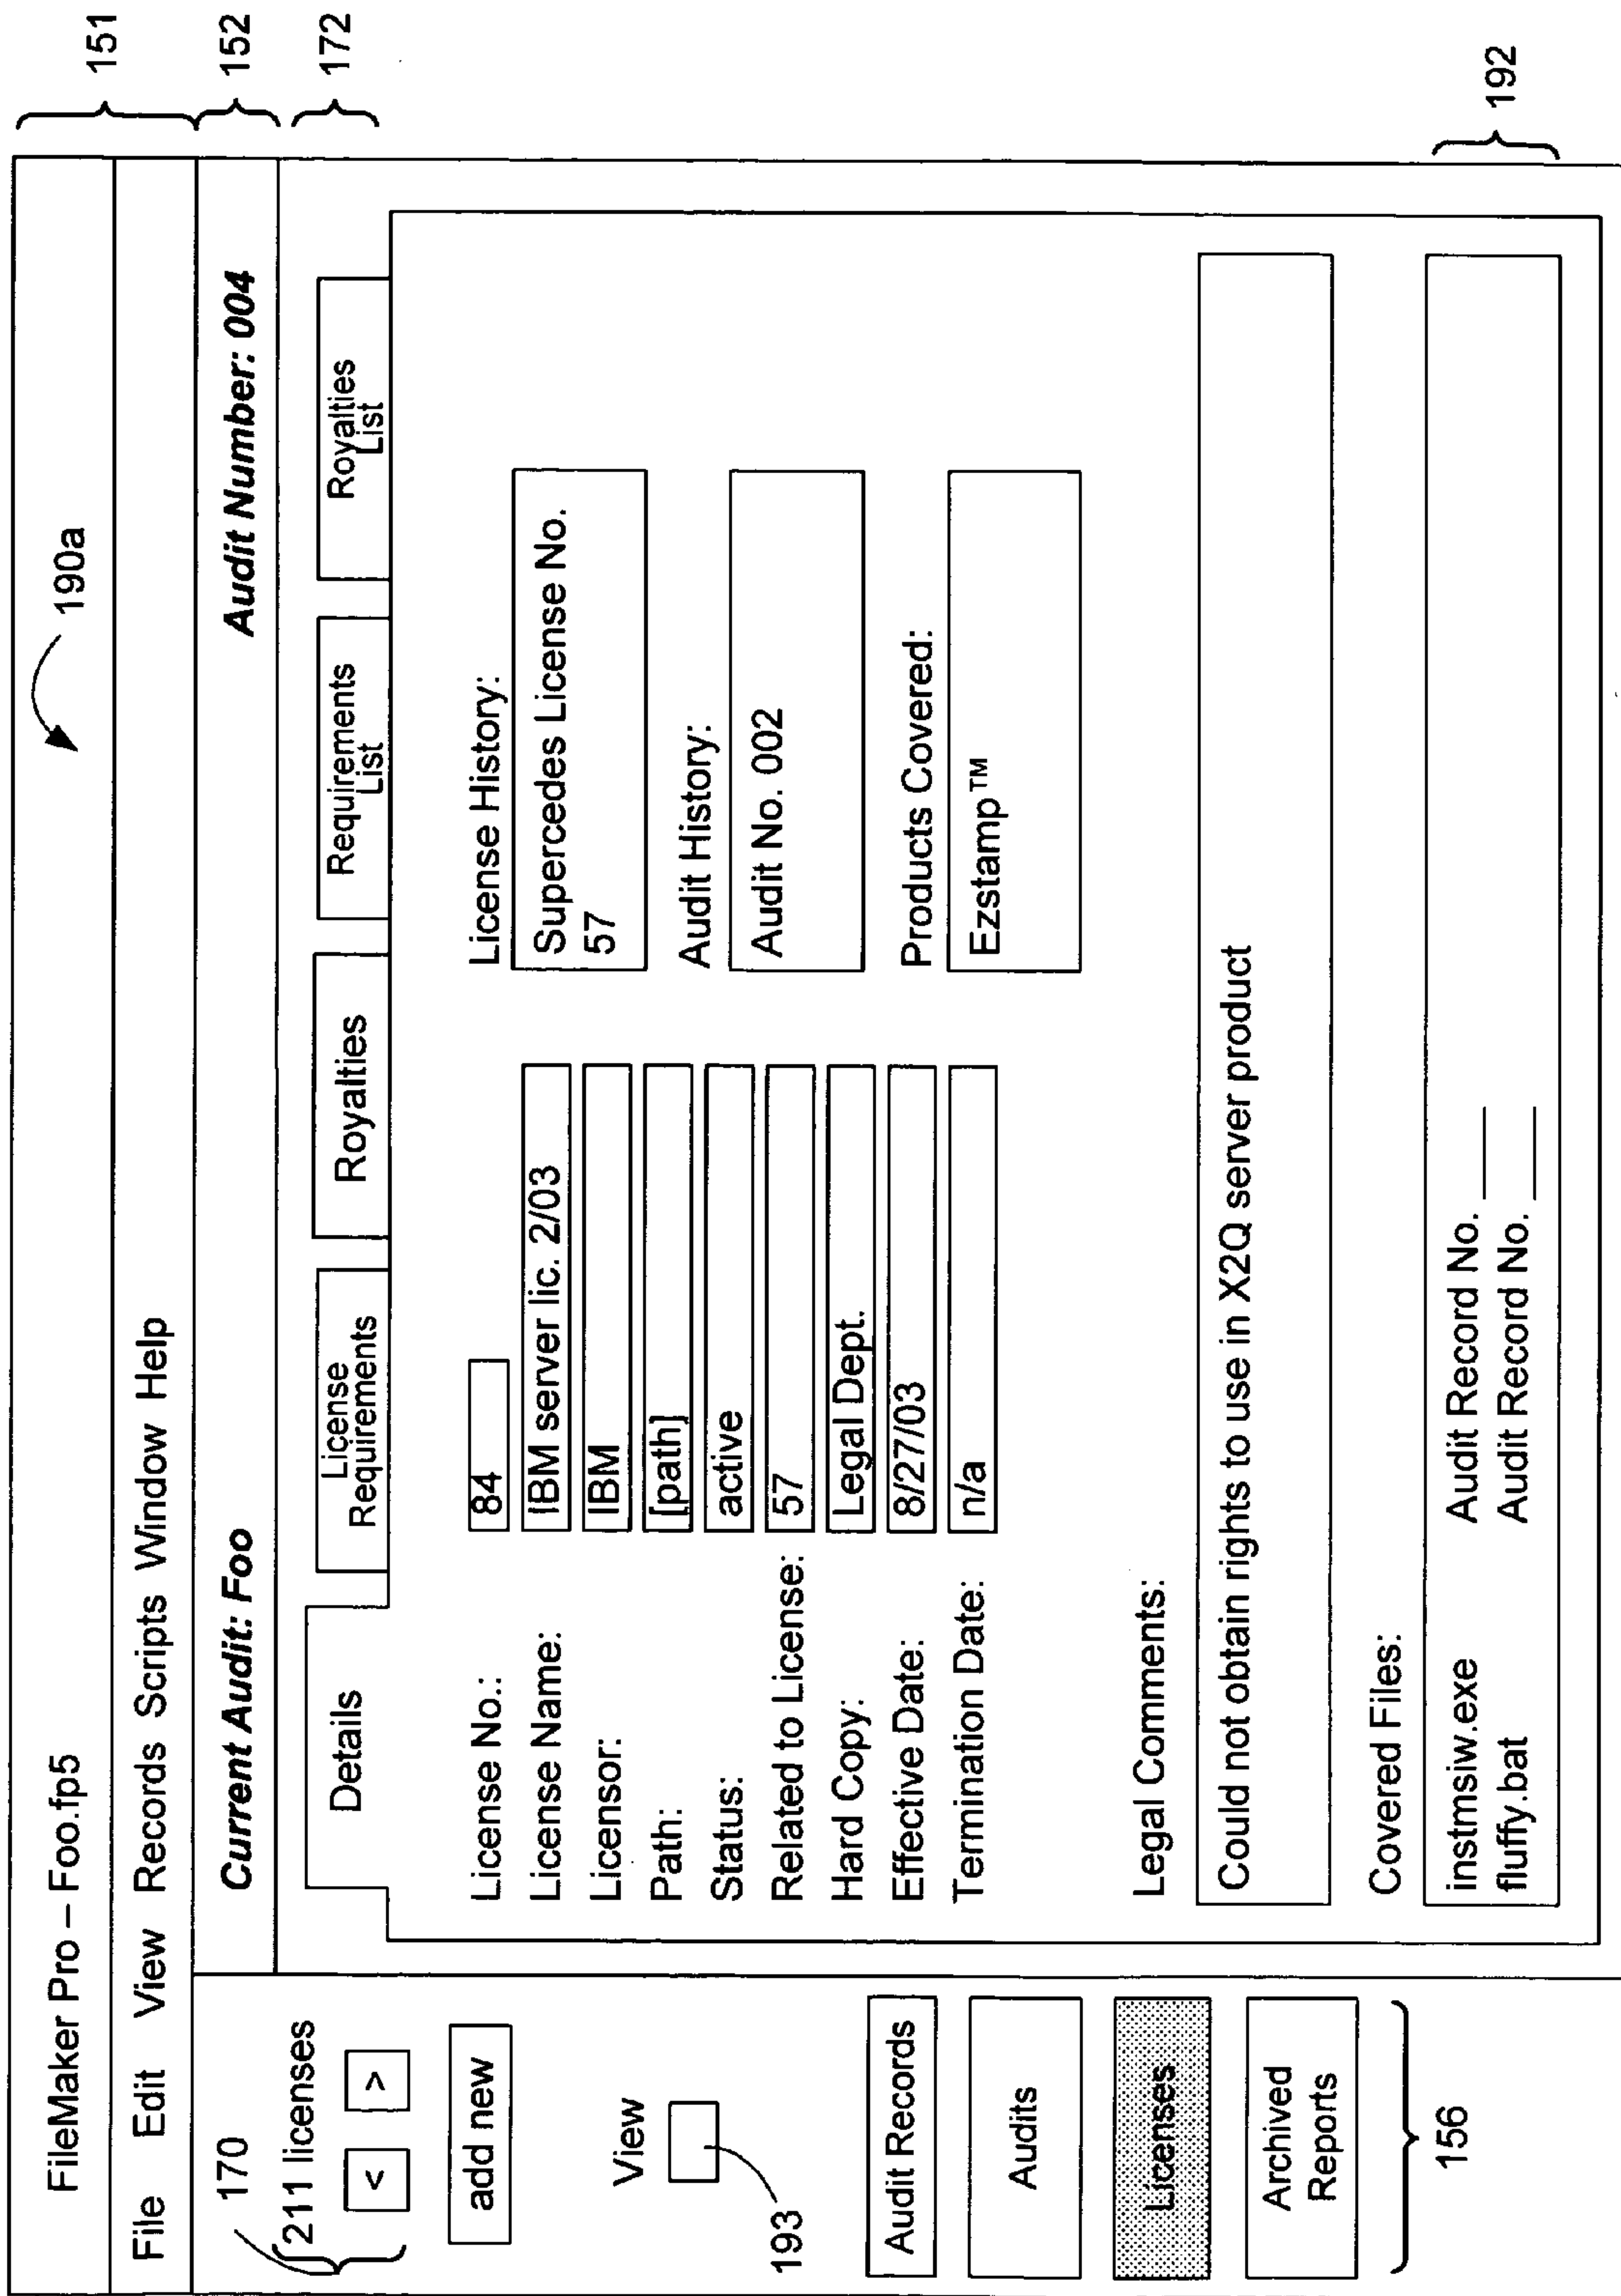 FileMaker Pro – Foo.fp5
190a
151
File Edit View Records Scripts Window Help
Current Audit: Foo
Audit Number: 004
152
170
211 licenses
< >
add new
View
193
Audit Records
Audits
Licenses
Archived
Reports
156
Details
License
Requirements
Royalties
Requirements
List
Royalties
List
172
License No.: 84
License Name: IBM server lic. 2/03
Licensor: IBM
Path: [path]
Status: active
Related to License: 57
Hard Copy: Legal Dept.
Effective Date: 8/27/03
Termination Date: n/a
License History:
Supercedes License No.
57
Audit History:
Audit No. 002
Products Covered:
Ezstamp™
Legal Comments:
Could not obtain rights to use in X2Q server product
Covered Files:
instmsiw.exe Audit Record No. ___
fluffy.bat Audit Record No. ___
192